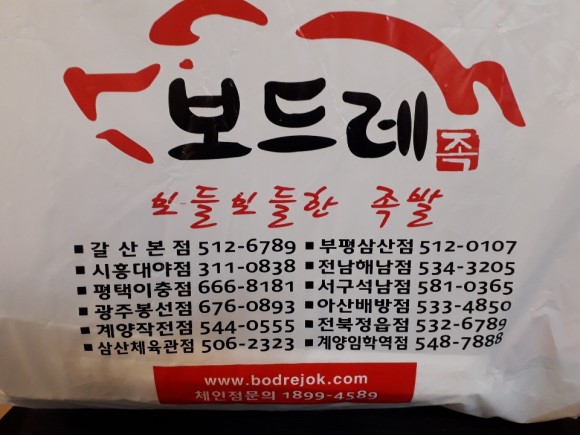 보드레 족
꼬들꼬들한 족발
■ 갈산본점 512-6789 ■ 부평삼산점 512-0107
■ 시흥대야점 311-0838 ■ 전남해남점 534-3205
■ 평택이충점 666-8181 ■ 서구석남점 581-0365
■ 광주봉선점 676-0893 ■ 아산배방점 533-4850
■ 계양작전점 544-0555 ■ 전북정읍점 532-6789
■ 삼산체육관점 506-2323 ■ 계양임학역점 548-7888
www.bodrejok.com
체인점문의 1899-4589